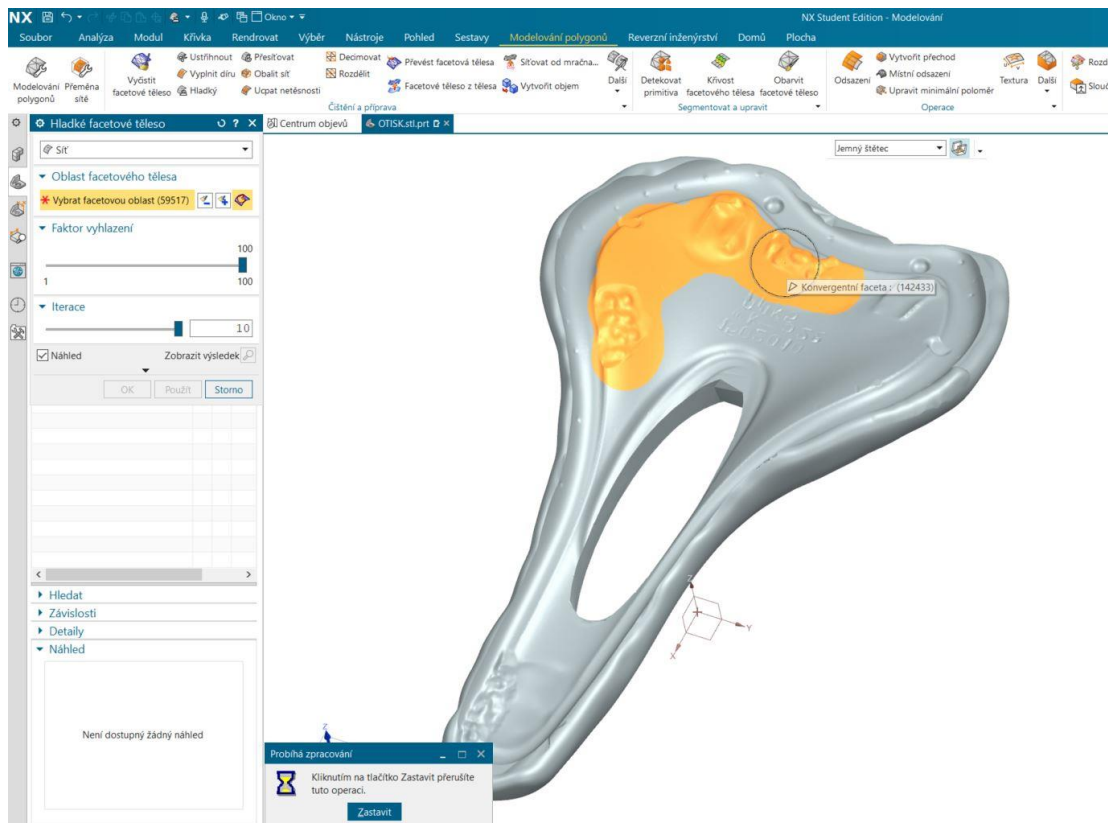 NX
Okno
NX Student Edition - Modelování
Soubor Analýza Modul Křivka Rendrovat Výběr Nástroje Pohled Sestavy Modelování polygonů Reverzní inženýrství Domů Plocha
Modelování polygonů
Přeměna sítě
Vyčistit facetové těleso
Ustřihnout
Vyplnit díru
Hladký
Přesíťovat
Obalit síť
Ucpat netěsnosti
Decimovat
Rozdělit
Převést facetová tělesa
Facetové těleso z tělesa
Síťovat od mračna...
Vytvořit objem
Další
Čištění a příprava
Detekovat primitiva
Křivost facetového tělesa
Obarvit facetové těleso
Segmentovat a upravit
Odsazení
Vytvořit přechod
Místní odsazení
Upravit minimální poloměr
Textura
Další
Operace
Rozd
Slouč
Hladké facetové těleso
Centrum objevů
OTISK.stl.prt
Síť
Jemný štětec
Oblast facetového tělesa
* Vybrat facetovou oblast (59517)
Faktor vyhlazení
100
1 100
Konvergentní faceta : (142433)
Iterace
10
Náhled
Zobrazit výsledek
OK Použít Storno
Hledat
Závislosti
Detaily
Náhled
Není dostupný žádný náhled
Z
Y
X
Z
Probíhá zpracování
Kliknutím na tlačítko Zastavit přerušíte
tuto operaci.
Zastavit